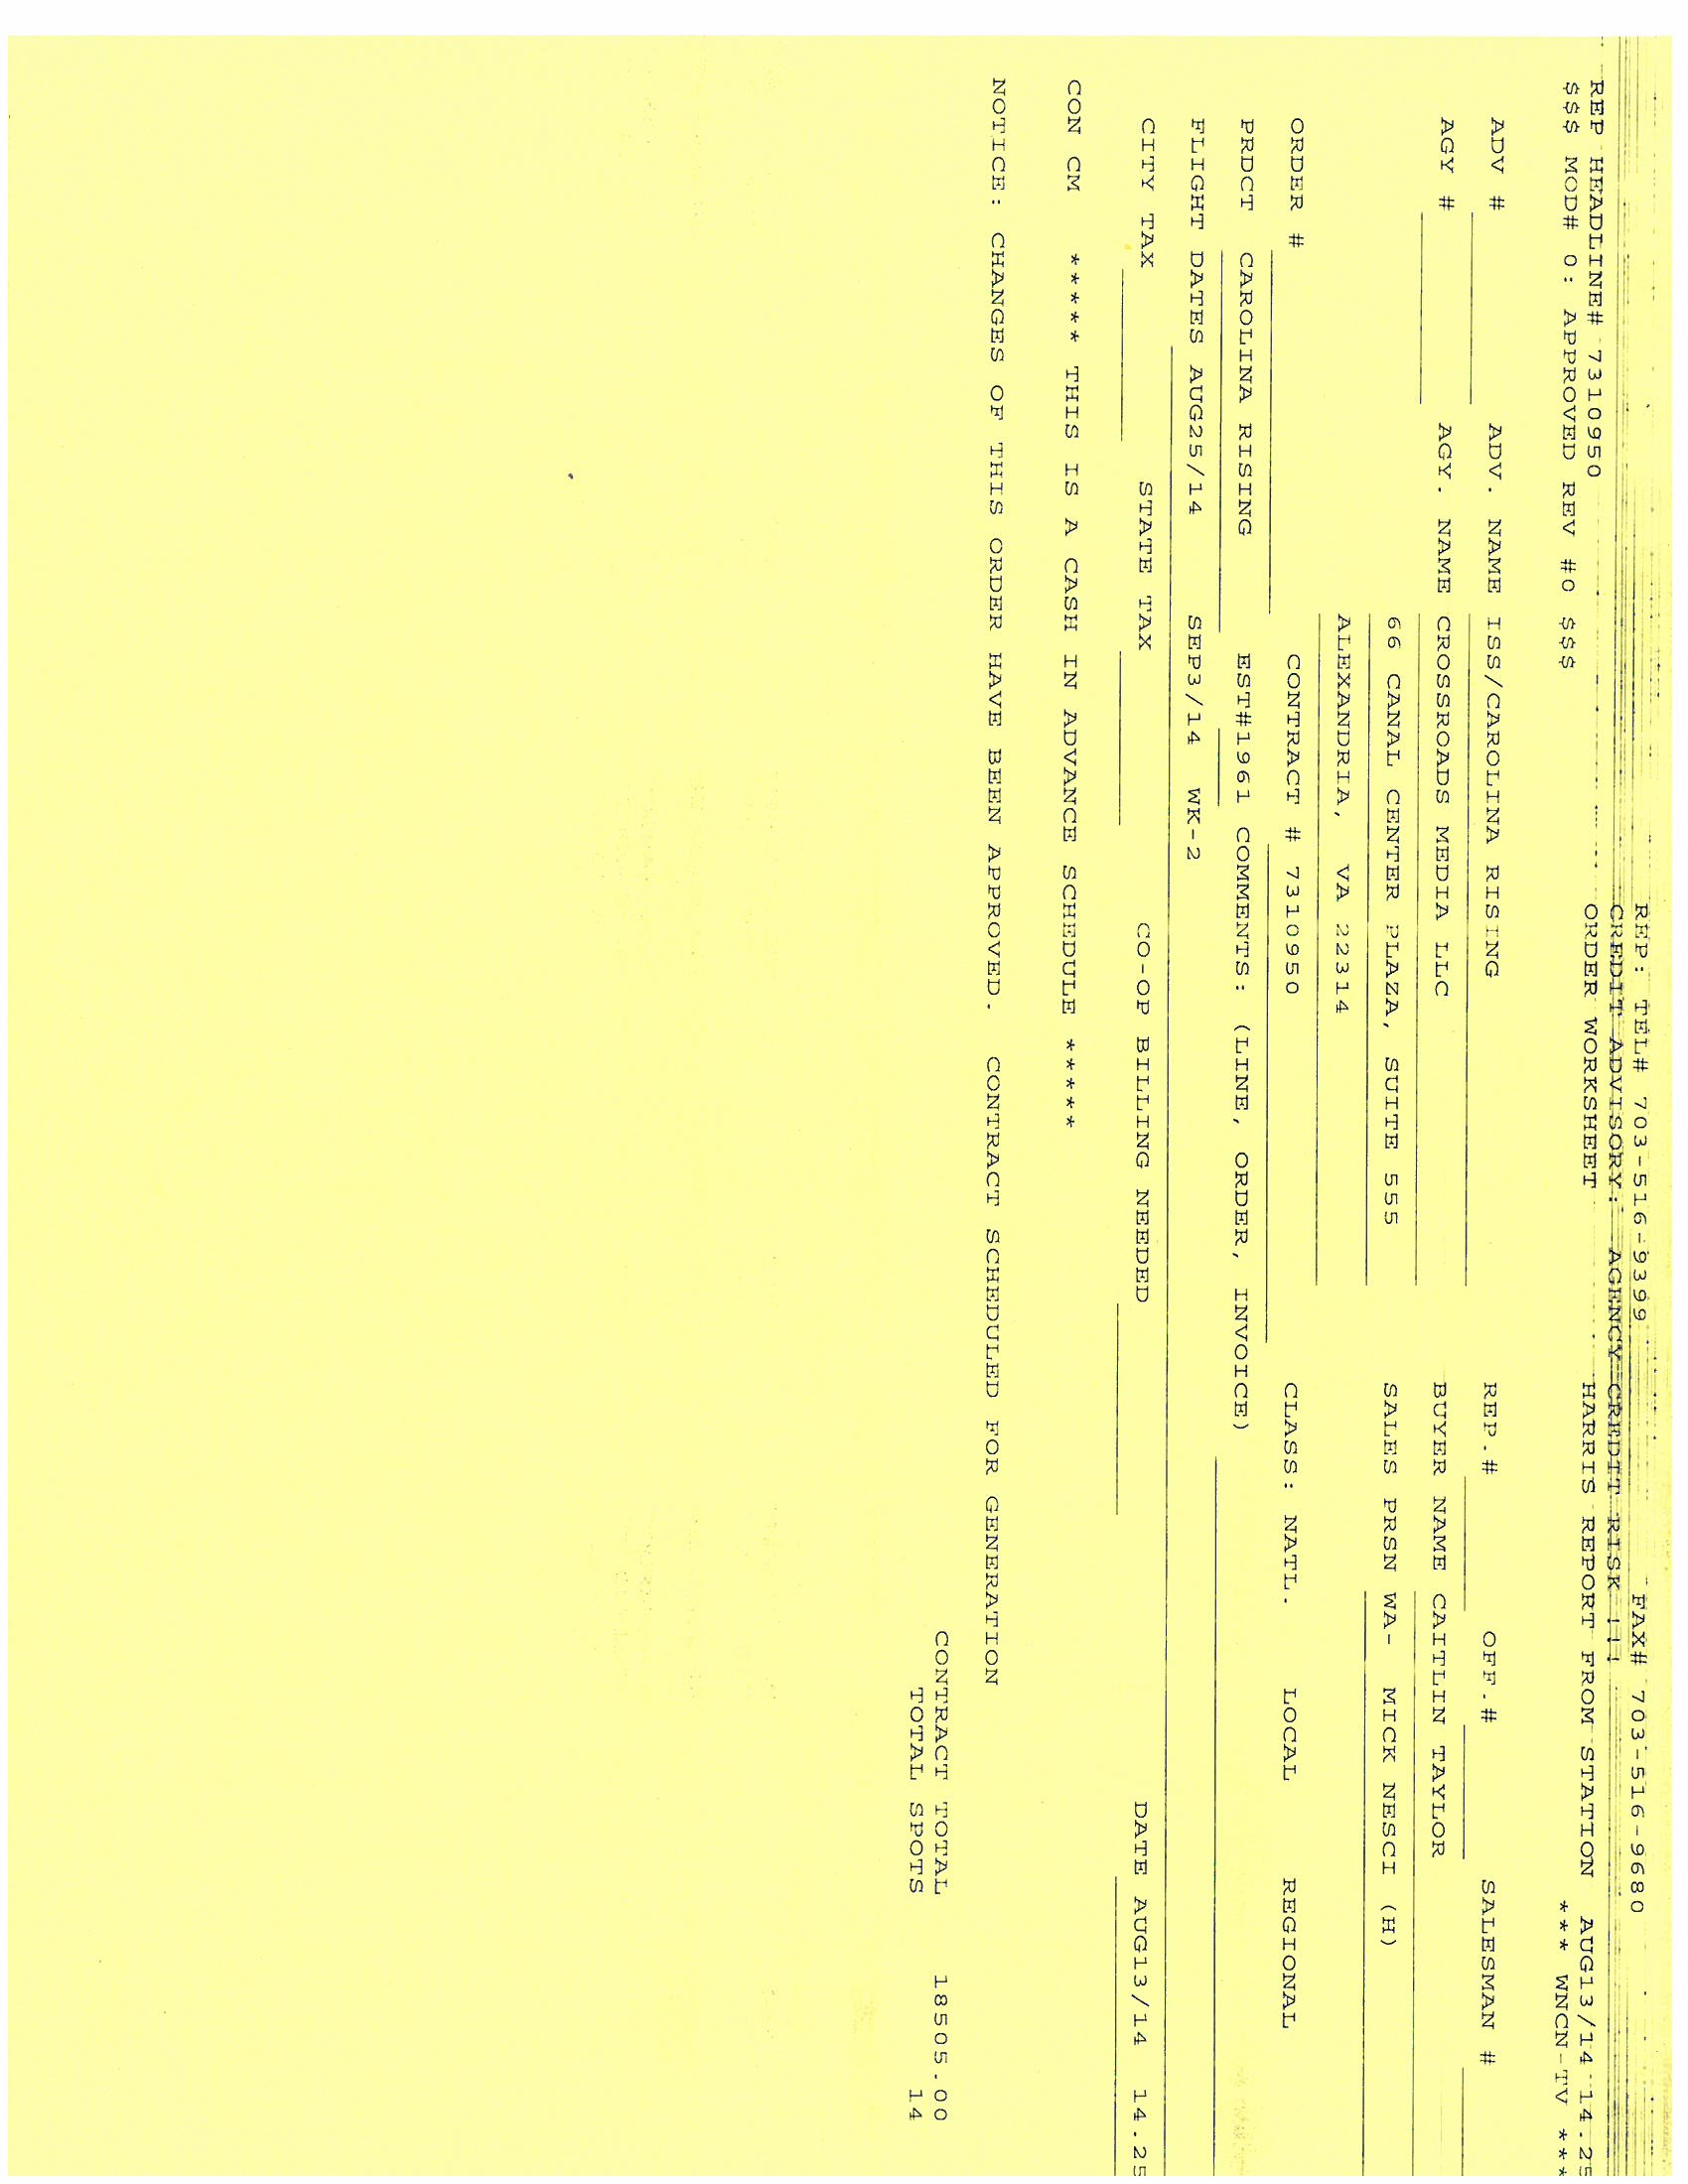 REP: TEL# 703-516-9399 FAX# 703-516-9680
CREDIT ADVISORY: AGENCY CREDIT RISK !!!
REP HEADLINE# 7310950 ORDER WORKSHEET HARRIS REPORT FROM STATION AUG13/14 14.25
$$$ MOD# 0: APPROVED REV #0 $$$ *** WNCN-TV ***
ADV # ADV. NAME ISS/CAROLINA RISING REP.# OFF.# SALESMAN #
AGY # AGY. NAME CROSSROADS MEDIA LLC BUYER NAME CAITLIN TAYLOR
66 CANAL CENTER PLAZA, SUITE 555 SALES PRSN WA- MICK NESCI (H)
ALEXANDRIA, VA 22314
ORDER # CONTRACT # 7310950 CLASS: NATL. LOCAL REGIONAL
PRDCT CAROLINA RISING EST#1961 COMMENTS: (LINE, ORDER, INVOICE)
FLIGHT DATES AUG25/14 SEP3/14 WK-2
CITY TAX STATE TAX CO-OP BILLING NEEDED DATE AUG13/14 14.25
CON CM ***** THIS IS A CASH IN ADVANCE SCHEDULE *****
NOTICE: CHANGES OF THIS ORDER HAVE BEEN APPROVED. CONTRACT SCHEDULED FOR GENERATION
CONTRACT TOTAL 18505.00
TOTAL SPOTS 14